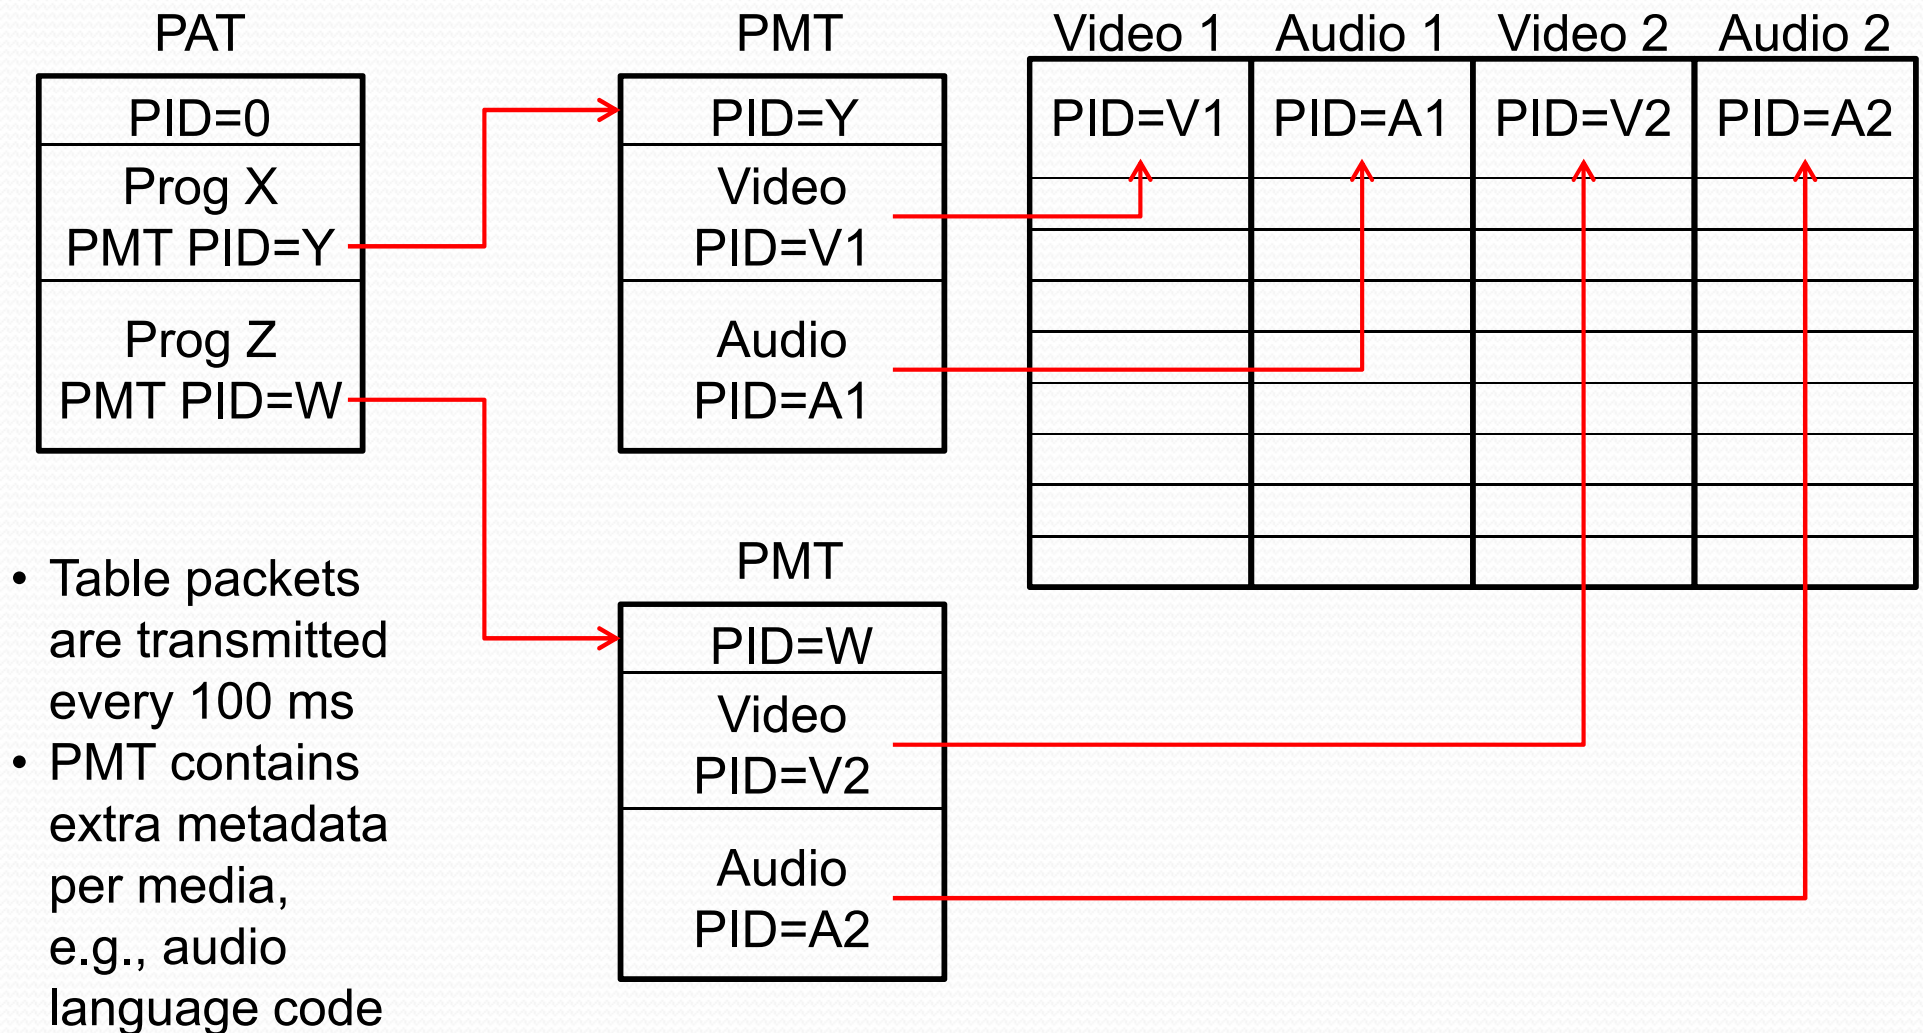 PAT
PID=0
Prog X
PMT PID=Y
Prog Z
PMT PID=W
PMT
PID=Y
Video
PID=V1
Audio
PID=A1
Video 1 Audio 1 Video 2 Audio 2
PID=V1 PID=A1 PID=V2 PID=A2
PMT
PID=W
Video
PID=V2
Audio
PID=A2
• Table packets
are transmitted
every 100 ms
• PMT contains
extra metadata
per media,
e.g., audio
language code